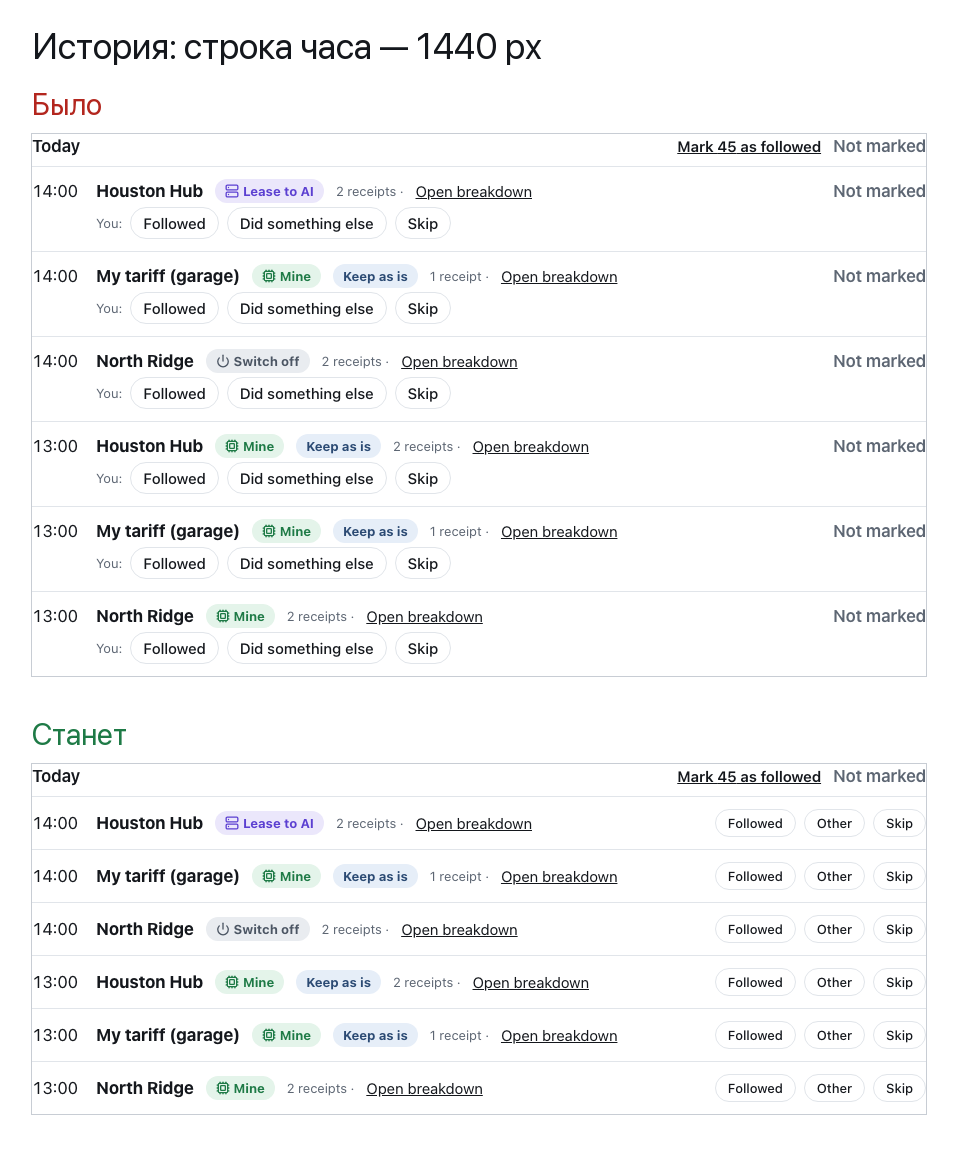 История: строка часа — 1440 px
Было
Today Mark 45 as followed Not marked
14:00 Houston Hub Lease to AI 2 receipts · Open breakdown Not marked
You: Followed Did something else Skip
14:00 My tariff (garage) Mine Keep as is 1 receipt · Open breakdown Not marked
You: Followed Did something else Skip
14:00 North Ridge Switch off 2 receipts · Open breakdown Not marked
You: Followed Did something else Skip
13:00 Houston Hub Mine Keep as is 2 receipts · Open breakdown Not marked
You: Followed Did something else Skip
13:00 My tariff (garage) Mine Keep as is 1 receipt · Open breakdown Not marked
You: Followed Did something else Skip
13:00 North Ridge Mine 2 receipts · Open breakdown Not marked
You: Followed Did something else Skip
Станет
Today Mark 45 as followed Not marked
14:00 Houston Hub Lease to AI 2 receipts · Open breakdown Followed Other Skip
14:00 My tariff (garage) Mine Keep as is 1 receipt · Open breakdown Followed Other Skip
14:00 North Ridge Switch off 2 receipts · Open breakdown Followed Other Skip
13:00 Houston Hub Mine Keep as is 2 receipts · Open breakdown Followed Other Skip
13:00 My tariff (garage) Mine Keep as is 1 receipt · Open breakdown Followed Other Skip
13:00 North Ridge Mine 2 receipts · Open breakdown Followed Other Skip